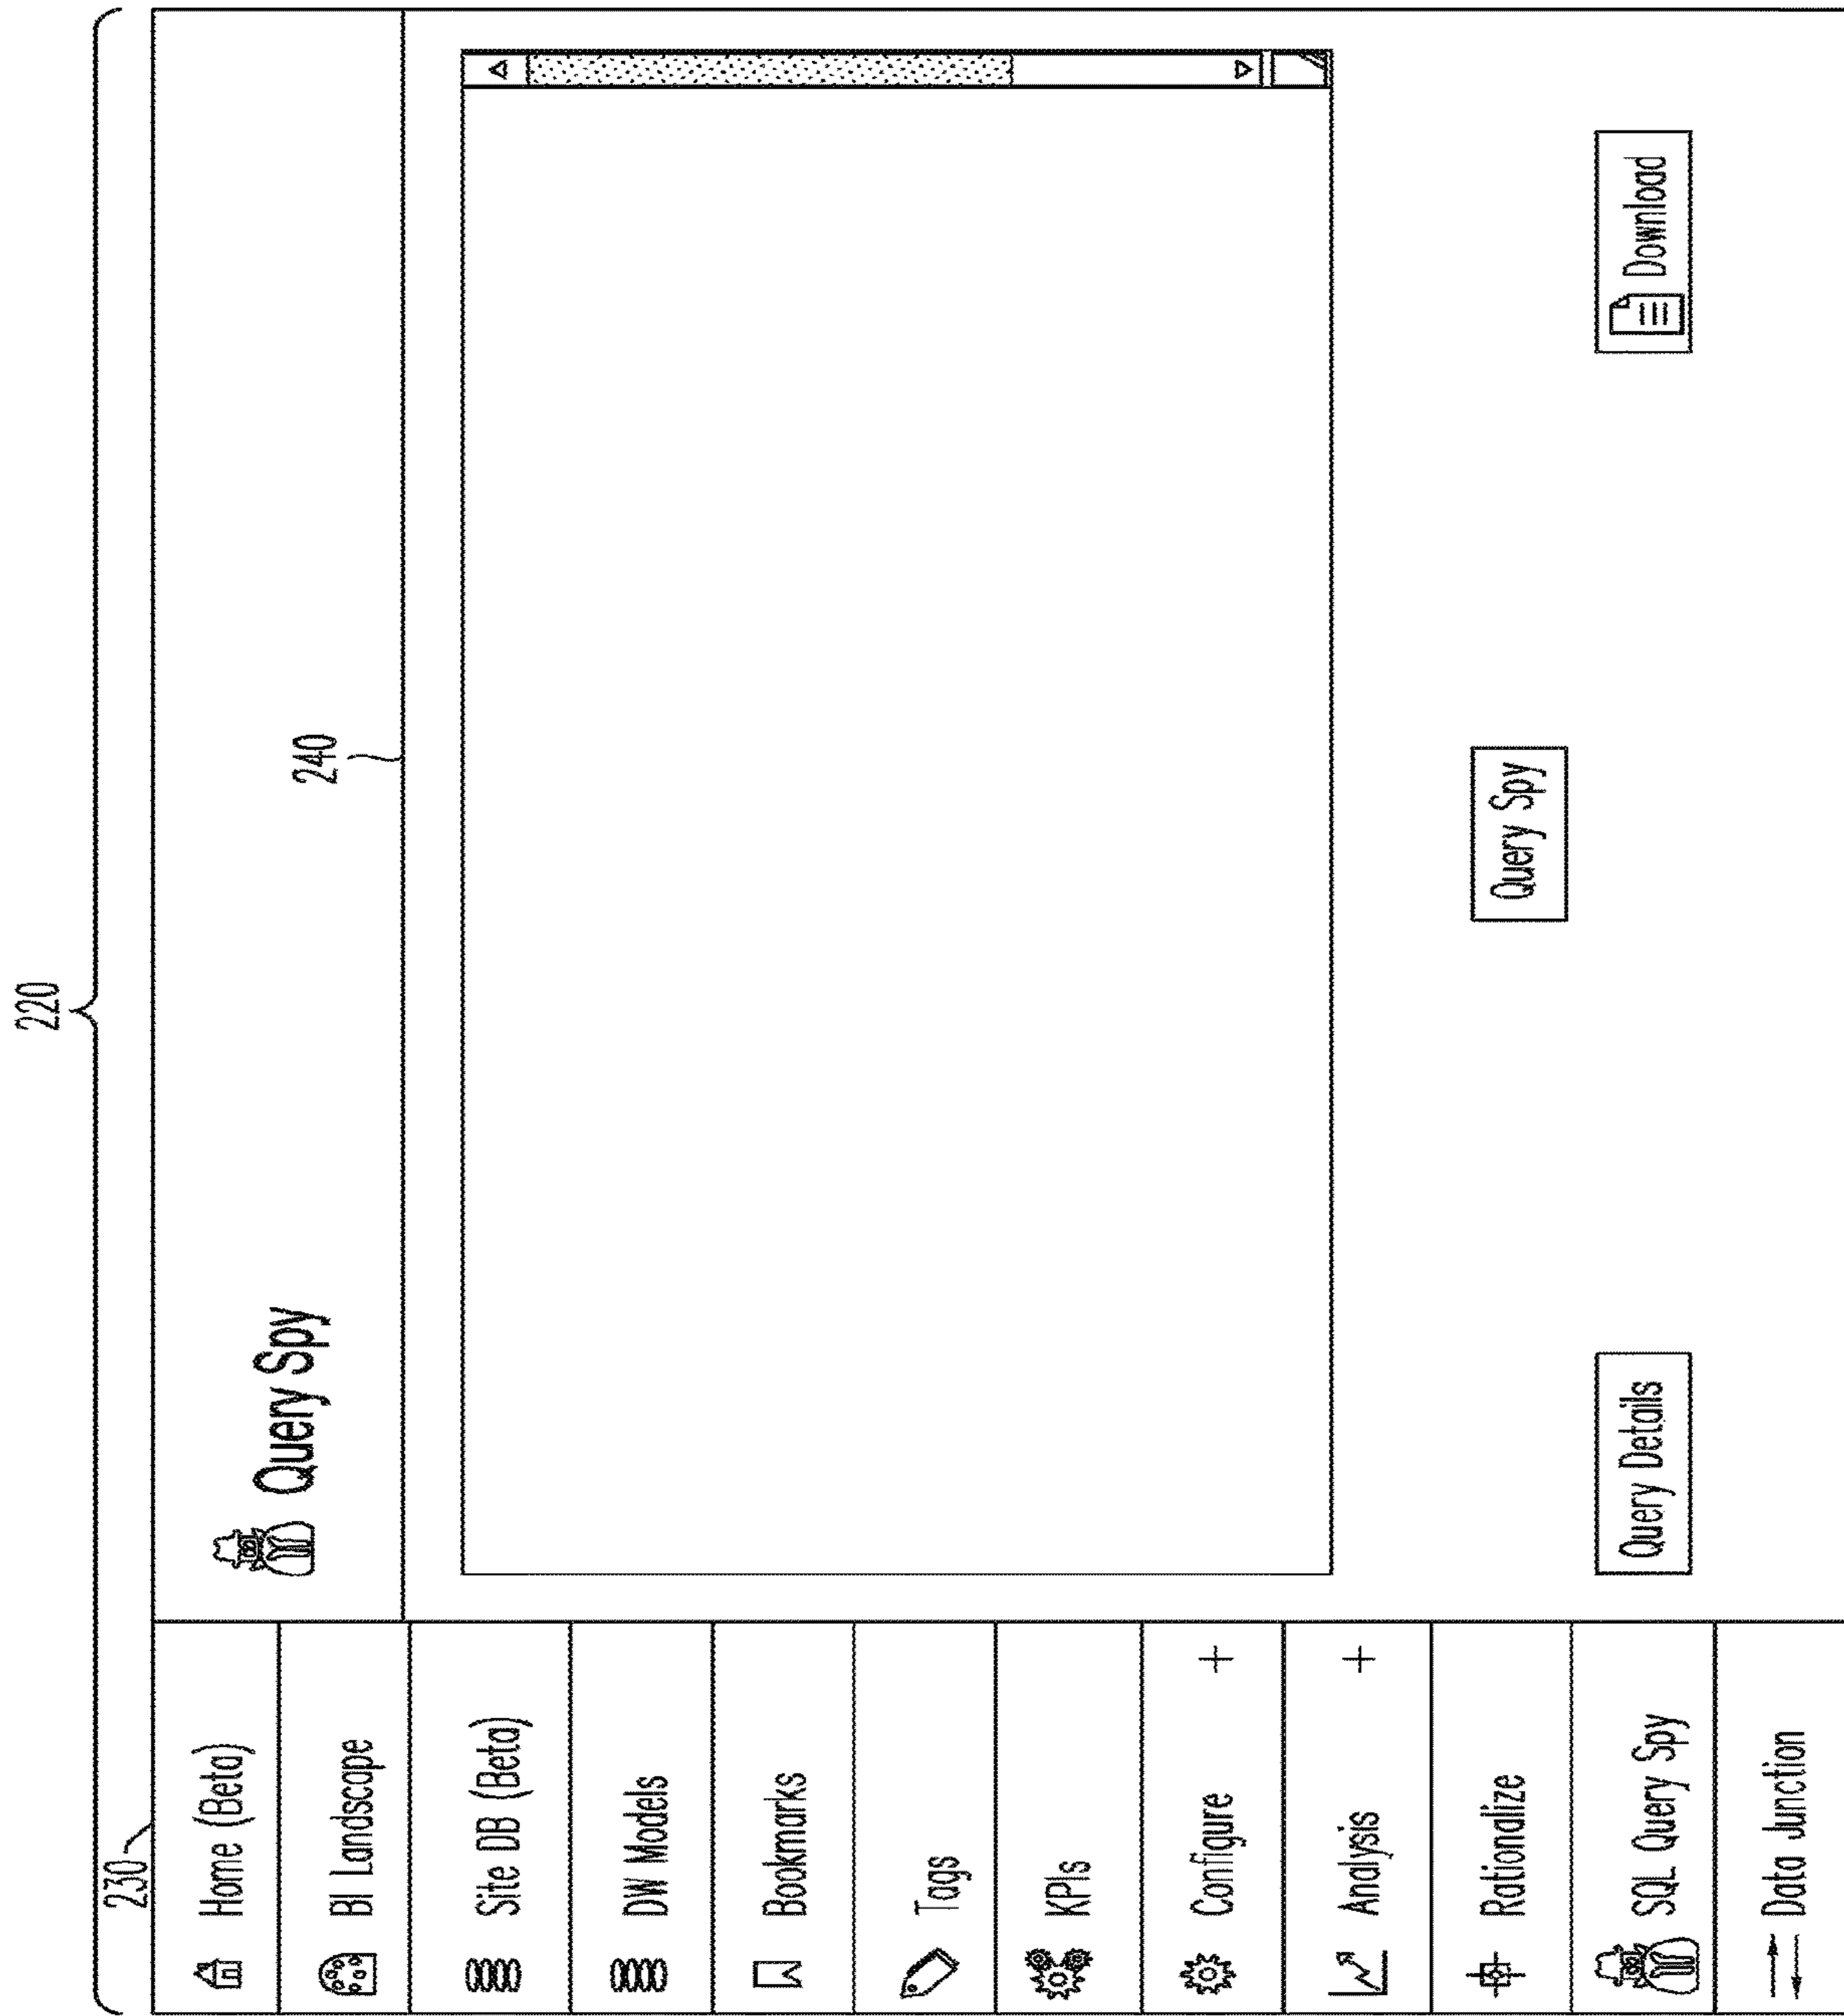 220
230
240
Home (Beta)
BI Landscape
Site DB (Beta)
DW Models
Bookmarks
Tags
KPIs
Configure +
Analysis +
Rationalize
SQL Query Spy
Data Junction
Query Spy
Query Spy
Query Details
Download